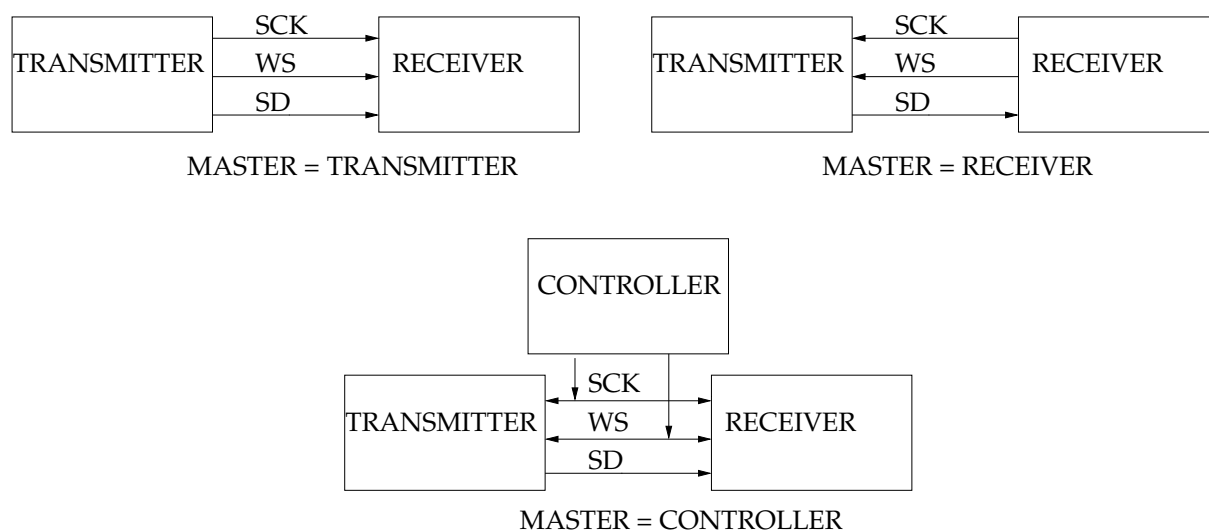 SCK
TRANSMITTER WS RECEIVER
SD
MASTER = TRANSMITTER
SCK
TRANSMITTER WS RECEIVER
SD
MASTER = RECEIVER
CONTROLLER
SCK
TRANSMITTER WS RECEIVER
SD
MASTER = CONTROLLER